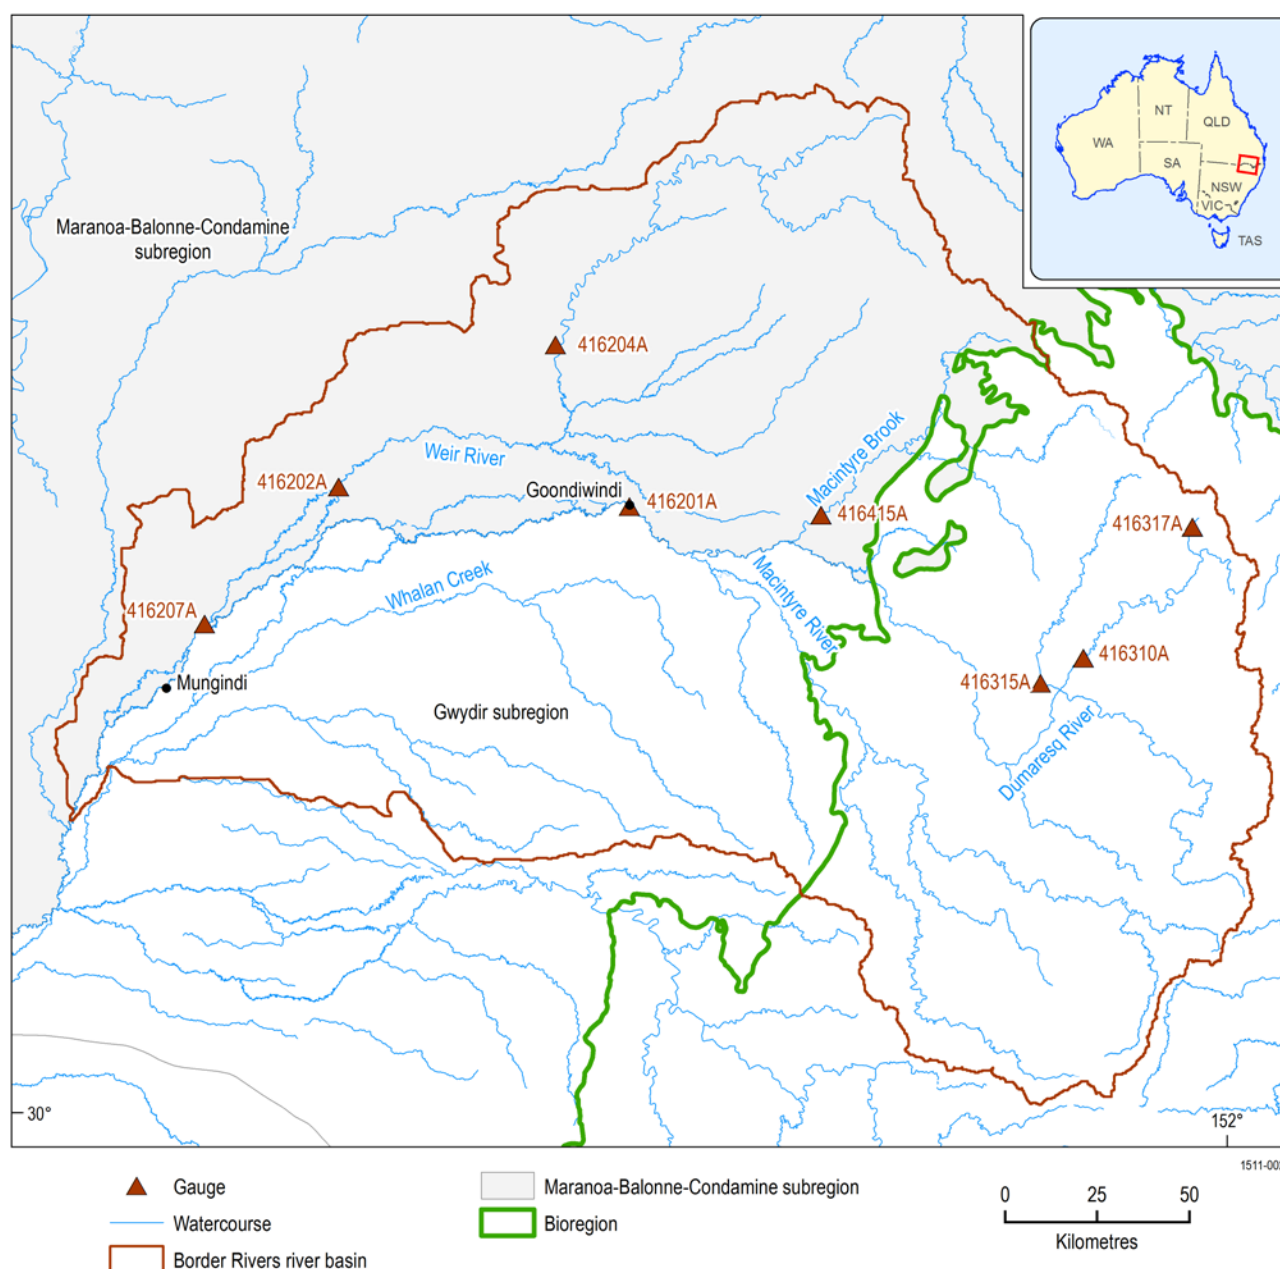 WA
NT
QLD
SA
NSW
VIC
TAS
Maranoa-Balonne-Condamine
subregion
416204A
Weir River
Macintyre Brook
416202A
Goondiwindi
416201A
416415A
416317A
Whalan Creek
Macintyre River
416207A
416310A
416315A
Mungindi
Gwydir subregion
Dumaresq River
30°
152°
1511-00
Gauge
Watercourse
Border Rivers river basin
Maranoa-Balonne-Condamine subregion
Bioregion
0 25 50
Kilometres